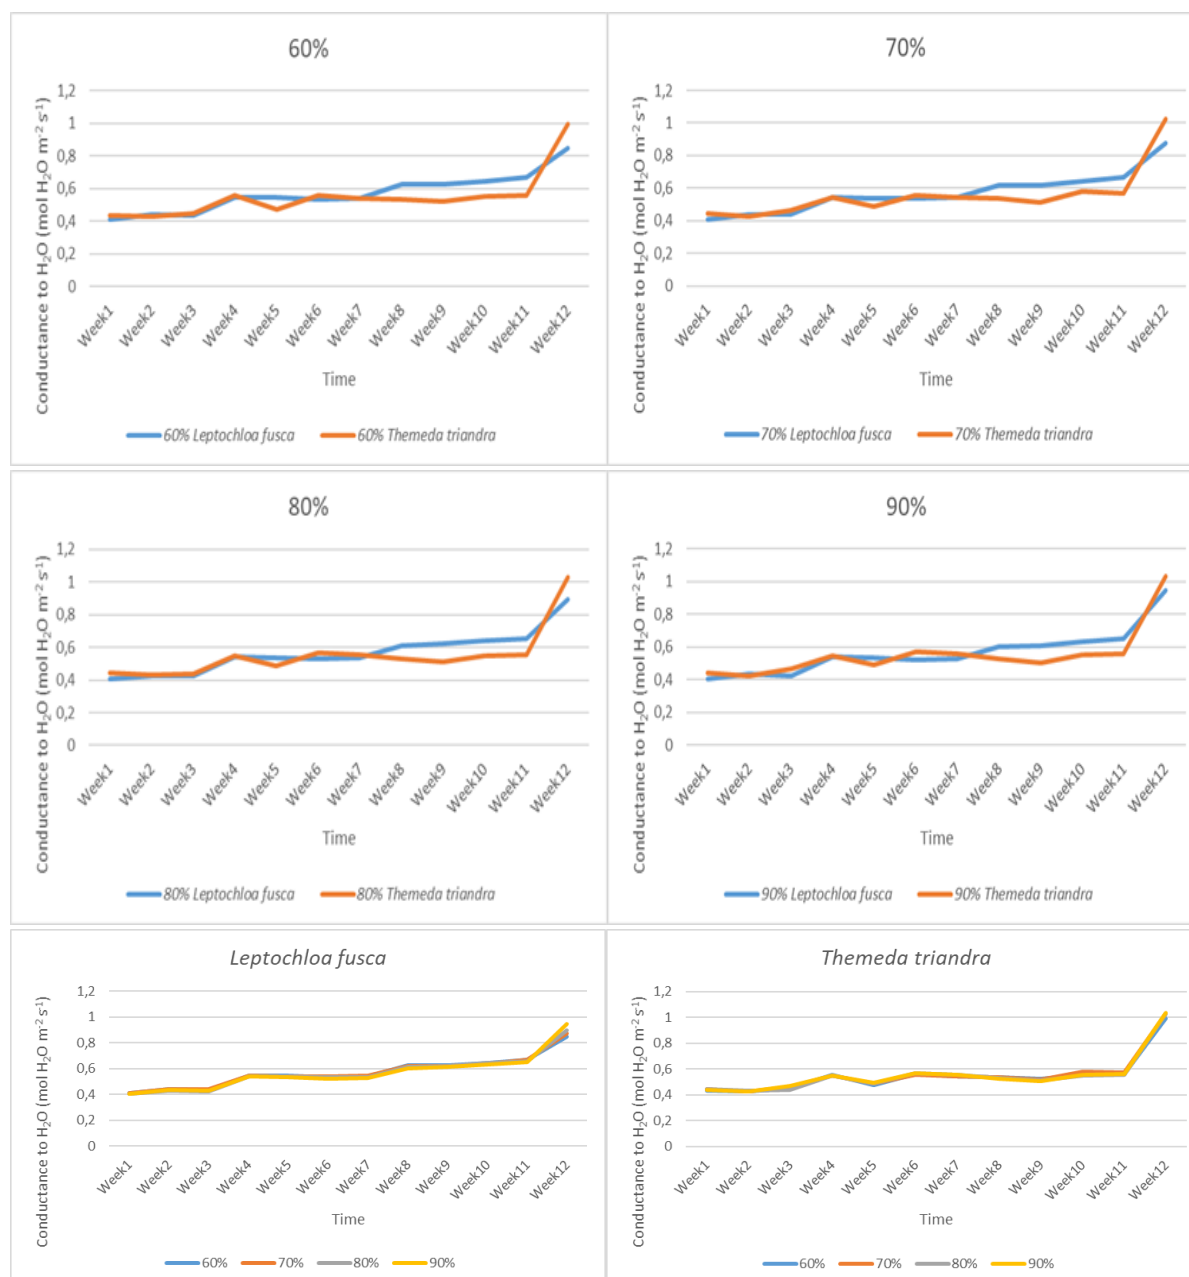 60%
Conductance to H₂O (mol H₂O m⁻² s⁻¹)
1,2
1
0,8
0,6
0,4
0,2
0
Week1 Week2 Week3 Week4 Week5 Week6 Week7 Week8 Week9 Week10 Week11 Week12
Time
60% Leptochloa fusca 60% Themeda triandra
70%
Conductance to H₂O (mol H₂O m⁻² s⁻¹)
1,2
1
0,8
0,6
0,4
0,2
0
Week1 Week2 Week3 Week4 Week5 Week6 Week7 Week8 Week9 Week10 Week11 Week12
Time
70% Leptochloa fusca 70% Themeda triandra
80%
Conductance to H₂O (mol H₂O m⁻² s⁻¹)
1,2
1
0,8
0,6
0,4
0,2
0
Week1 Week2 Week3 Week4 Week5 Week6 Week7 Week8 Week9 Week10 Week11 Week12
Time
80% Leptochloa fusca 80% Themeda triandra
90%
Conductance to H₂O (mol H₂O m⁻² s⁻¹)
1,2
1
0,8
0,6
0,4
0,2
0
Week1 Week2 Week3 Week4 Week5 Week6 Week7 Week8 Week9 Week10 Week11 Week12
Time
90% Leptochloa fusca 90% Themeda triandra
Leptochloa fusca
Conductance to H₂O (mol H₂O m⁻² s⁻¹)
1,2
1
0,8
0,6
0,4
0,2
0
Week1 Week2 Week3 Week4 Week5 Week6 Week7 Week8 Week9 Week10 Week11 Week12
Time
60% 70% 80% 90%
Themeda triandra
Conductance to H₂O (mol H₂O m⁻² s⁻¹)
1,2
1
0,8
0,6
0,4
0,2
0
Week1 Week2 Week3 Week4 Week5 Week6 Week7 Week8 Week9 Week10 Week11 Week12
Time
60% 70% 80% 90%